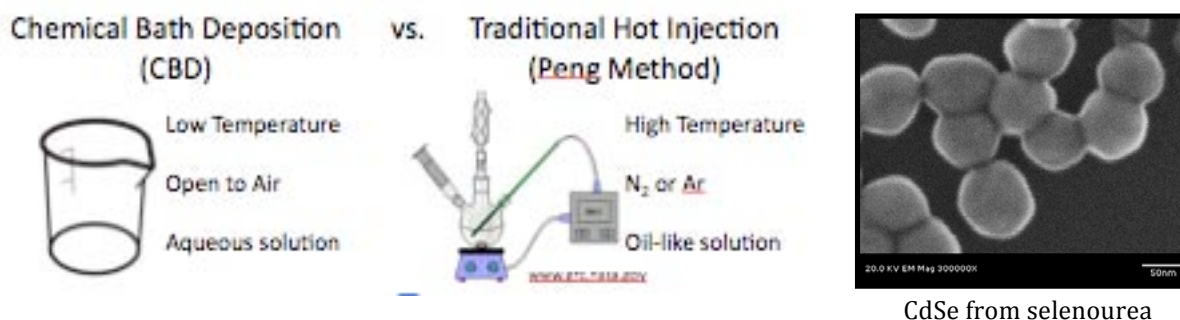 Chemical Bath Deposition
(CBD)
vs.
Traditional Hot Injection
(Peng Method)
Low Temperature
Open to Air
Aqueous solution
High Temperature
N₂ or Ar
Oil-like solution
20.0 KV EM Mag 300000X
50nm
CdSe from selenourea